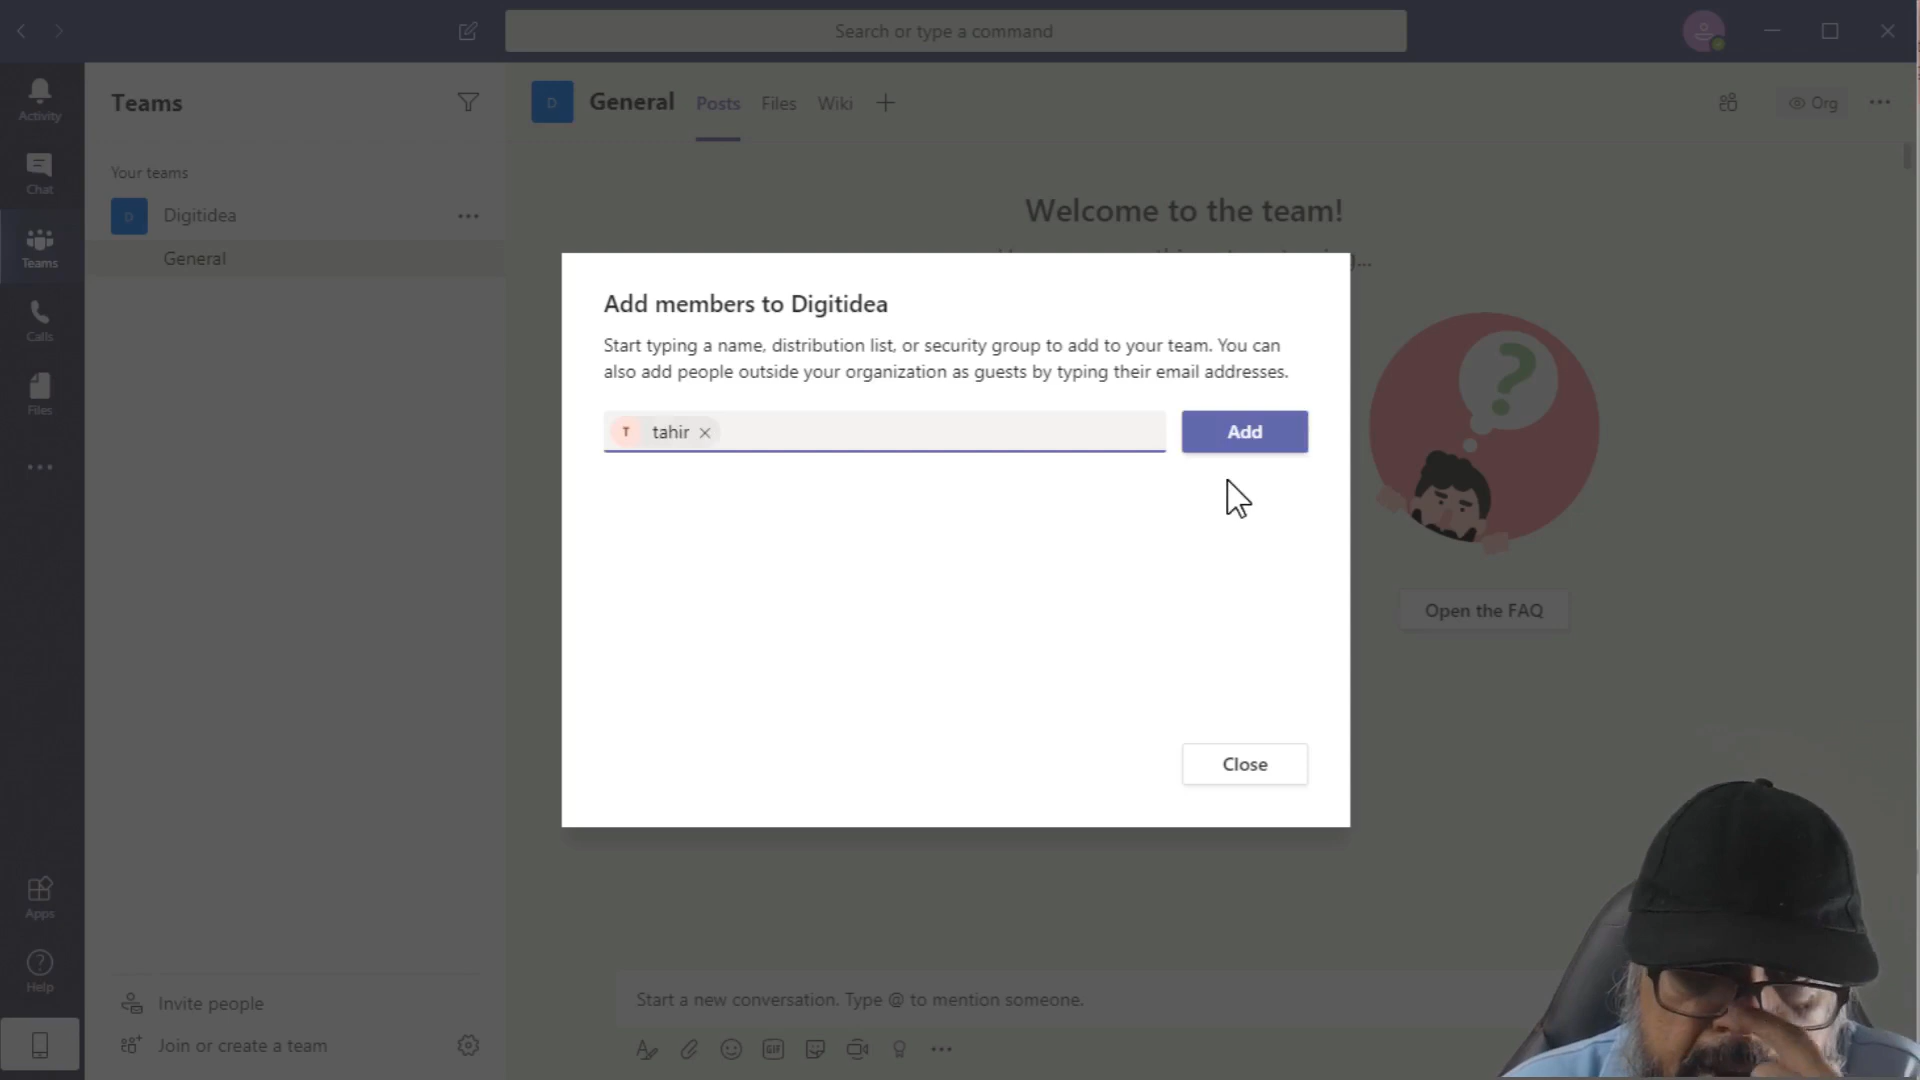 Search or type a command
Activity
Chat
Teams
Calls
Files
Apps
Help
Teams
Your teams
D
Digitidea
General
Invite people
Join or create a team
D
General
Posts
Files
Wiki
Org
Welcome to the team!
Add members to Digitidea
Start typing a name, distribution list, or security group to add to your team. You can
also add people outside your organization as guests by typing their email addresses.
T
tahir
Add
Close
Open the FAQ
Start a new conversation. Type @ to mention someone.
GIF